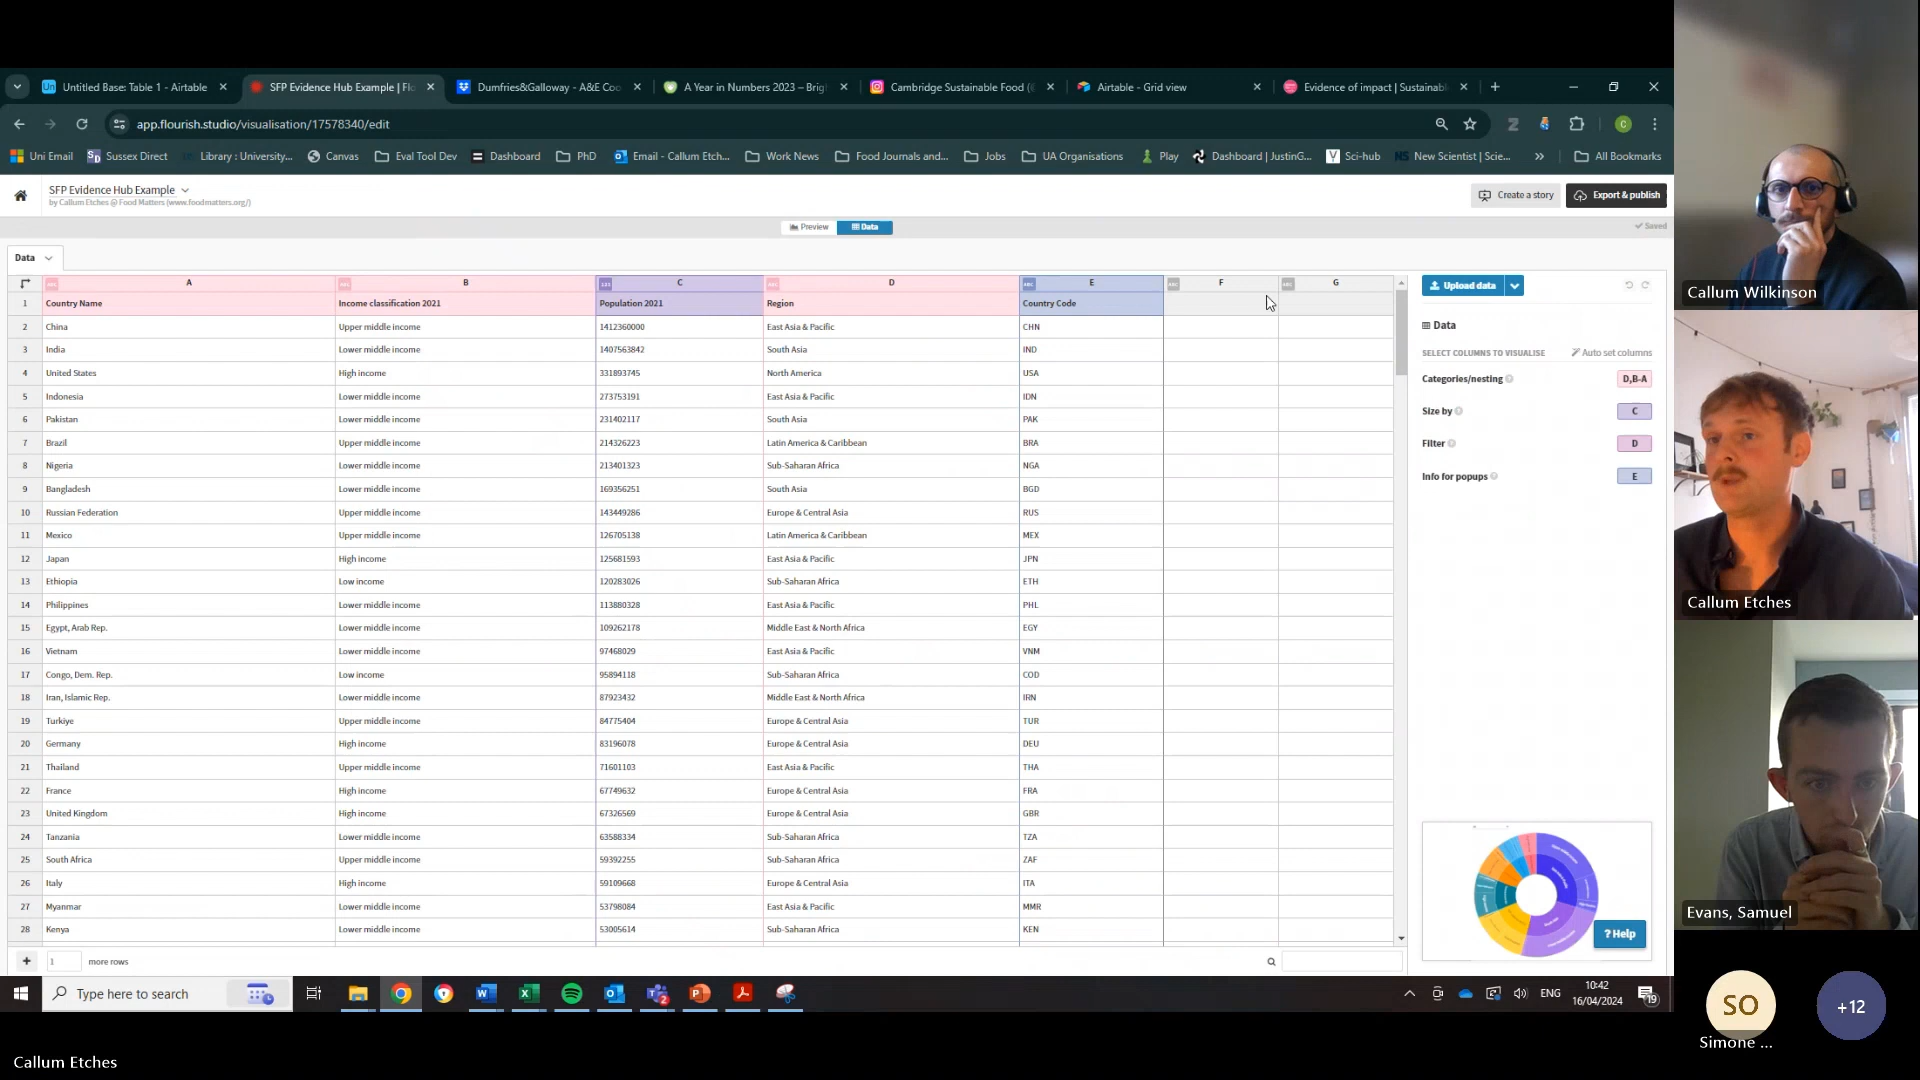 Untitled Base: Table 1 - Airtable
SFP Evidence Hub Example | Flo
Dumfries&Galloway - A&E Coo
A Year in Numbers 2023 – Brig
Cambridge Sustainable Food (
Airtable - Grid view
Evidence of impact | Sustainab
app.flourish.studio/visualisation/17578340/edit
Uni Email
Sussex Direct
Library : University...
Canvas
Eval Tool Dev
Dashboard
PhD
Email - Callum Etch...
Work News
Food Journals and...
Jobs
UA Organisations
Play
Dashboard | JustinG...
Sci-hub
New Scientist | Scie...
All Bookmarks
SFP Evidence Hub Example
by Callum Etches @ Food Matters (www.foodmatters.org/)
Create a story
Export & publish
Preview
Data
Saved
Data
A B C D E F G
1 Country Name Income classification 2021 Population 2021 Region Country Code
2 China Upper middle income 1412360000 East Asia & Pacific CHN
3 India Lower middle income 1407563842 South Asia IND
4 United States High income 331893745 North America USA
5 Indonesia Lower middle income 273753191 East Asia & Pacific IDN
6 Pakistan Lower middle income 231402117 South Asia PAK
7 Brazil Upper middle income 214326223 Latin America & Caribbean BRA
8 Nigeria Lower middle income 213401323 Sub-Saharan Africa NGA
9 Bangladesh Lower middle income 169356251 South Asia BGD
10 Russian Federation Upper middle income 143449286 Europe & Central Asia RUS
11 Mexico Upper middle income 126705138 Latin America & Caribbean MEX
12 Japan High income 125681593 East Asia & Pacific JPN
13 Ethiopia Low income 120283026 Sub-Saharan Africa ETH
14 Philippines Lower middle income 113880328 East Asia & Pacific PHL
15 Egypt, Arab Rep. Lower middle income 109262178 Middle East & North Africa EGY
16 Vietnam Lower middle income 97468029 East Asia & Pacific VNM
17 Congo, Dem. Rep. Low income 95894118 Sub-Saharan Africa COD
18 Iran, Islamic Rep. Lower middle income 87923432 Middle East & North Africa IRN
19 Turkiye Upper middle income 84775404 Europe & Central Asia TUR
20 Germany High income 83196078 Europe & Central Asia DEU
21 Thailand Upper middle income 71601103 East Asia & Pacific THA
22 France High income 67749632 Europe & Central Asia FRA
23 United Kingdom High income 67326569 Europe & Central Asia GBR
24 Tanzania Lower middle income 63588334 Sub-Saharan Africa TZA
25 South Africa Upper middle income 59392255 Sub-Saharan Africa ZAF
26 Italy High income 59109668 Europe & Central Asia ITA
27 Myanmar Lower middle income 53798084 East Asia & Pacific MMR
28 Kenya Lower middle income 53005614 Sub-Saharan Africa KEN
1 more rows
Upload data
Data
SELECT COLUMNS TO VISUALISE
Auto set columns
Categories/nesting D,B-A
Size by C
Filter D
Info for popups E
? Help
Type here to search
ENG
10:42
16/04/2024
19
Callum Etches
Callum Wilkinson
Callum Etches
Evans, Samuel
SO
Simone ...
+12